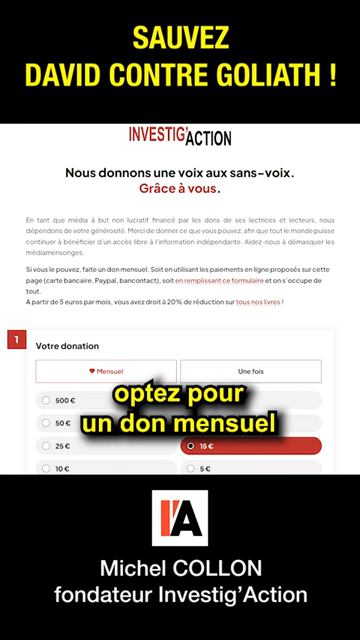 SAUVEZ
DAVID CONTRE GOLIATH !
INVESTIG'ACTION
Nous donnons une voix aux sans-voix.
Grâce à vous.
En tant que média à but non lucratif financé par les dons de ses lectrices et lecteurs, nous
dépendons de votre générosité. Merci de donner ce que vous pouvez, afin que tout le monde puisse
continuer à bénéficier d'un accès libre à l'information indépendante. Aidez-nous à démasquer les
médiamensonges.
Si vous le pouvez, faite un don mensuel. Soit en utilisant les paiements en ligne proposés sur cette
page (carte bancaire, Paypal, bancontact), soit en remplissant ce formulaire et on s'occupe de
tout.
A partir de 5 euros par mois, vous avez droit à 20% de réduction sur tous nos livres !
1
Votre donation
Mensuel
Une fois
500 €
optez pour
50 €
un don mensuel
25 €
15 €
10 €
5 €
I'A
Michel COLLON
fondateur Investig'Action